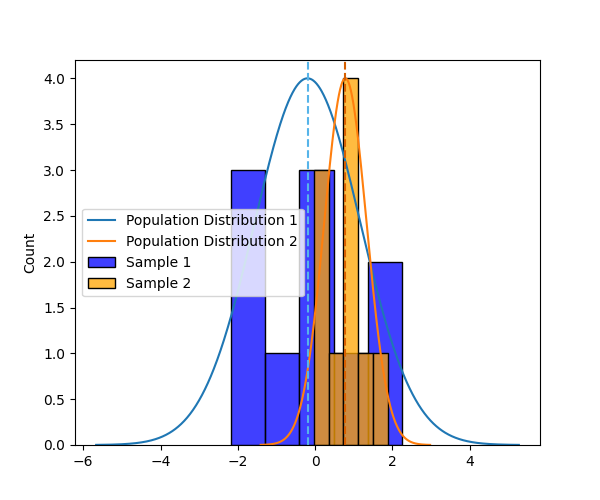 4.0
3.5
3.0
2.5
2.0
1.5
1.0
0.5
0.0
Count
Population Distribution 1
Population Distribution 2
Sample 1
Sample 2
−6 −4 −2 0 2 4